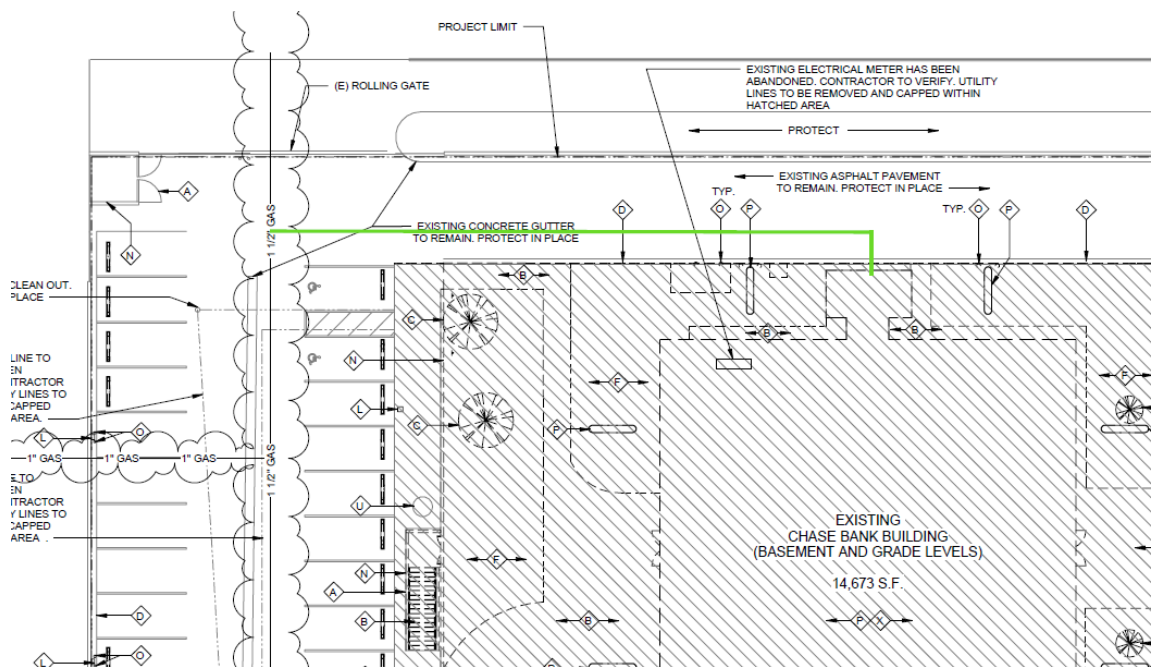 PROJECT LIMIT
(E) ROLLING GATE
EXISTING ELECTRICAL METER HAS BEEN
ABANDONED. CONTRACTOR TO VERIFY. UTILITY
LINES TO BE REMOVED AND CAPPED WITHIN
HATCHED AREA
PROTECT
EXISTING ASPHALT PAVEMENT
TO REMAIN. PROTECT IN PLACE
TYP.
TYP.
A
D
O
P
O
P
D
N
1 1/2" GAS
EXISTING CONCRETE GUTTER
TO REMAIN. PROTECT IN PLACE
B
CLEAN OUT.
PLACE
C
B
B
N
LINE TO
EN
NTRACTOR
Y LINES TO
CAPPED
AREA.
F
F
L
C
P
L
O
1" GAS
1" GAS
1" GAS
1 1/2" GAS
E TO
EN
NTRACTOR
Y LINES TO
CAPPED
AREA .
U
EXISTING
CHASE BANK BUILDING
(BASEMENT AND GRADE LEVELS)
14,673 S.F.
F
N
A
D
B
B
P
X
L
O